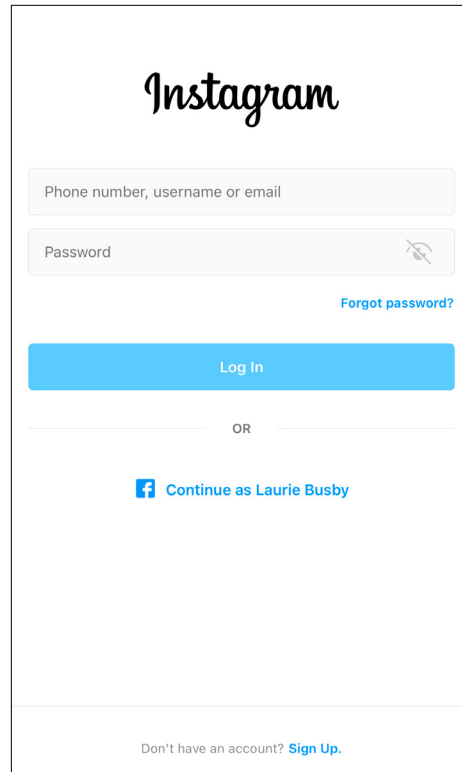 Instagram
Phone number, username or email
Password
Forgot password?
Log In
OR
Continue as Laurie Busby
Don't have an account? Sign Up.